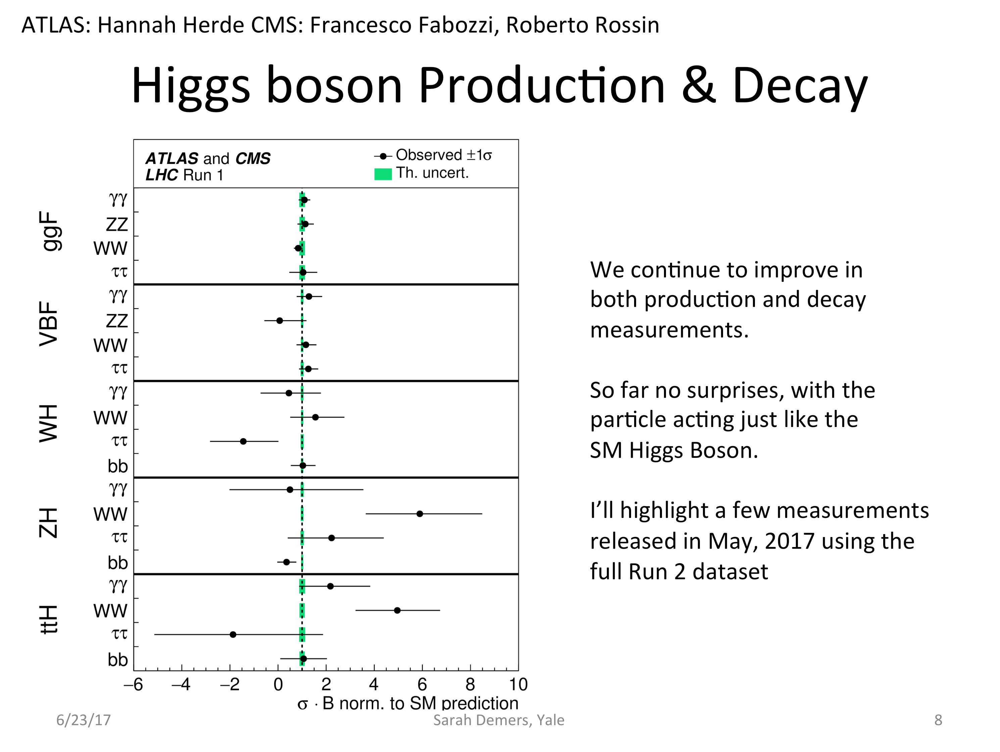 ATLAS: Hannah Herde CMS: Francesco Fabozzi, Roberto Rossin
Higgs boson Production & Decay
ATLAS and CMS
LHC Run 1
Observed ±1σ
Th. uncert.
ggF
γγ
ZZ
WW
ττ
VBF
γγ
ZZ
WW
ττ
WH
γγ
WW
ττ
bb
ZH
γγ
WW
ττ
bb
ttH
γγ
WW
ττ
bb
−6 −4 −2 0 2 4 6 8 10
σ · B norm. to SM prediction
We continue to improve in
both production and decay
measurements.
So far no surprises, with the
particle acting just like the
SM Higgs Boson.
I’ll highlight a few measurements
released in May, 2017 using the
full Run 2 dataset
6/23/17
Sarah Demers, Yale
8